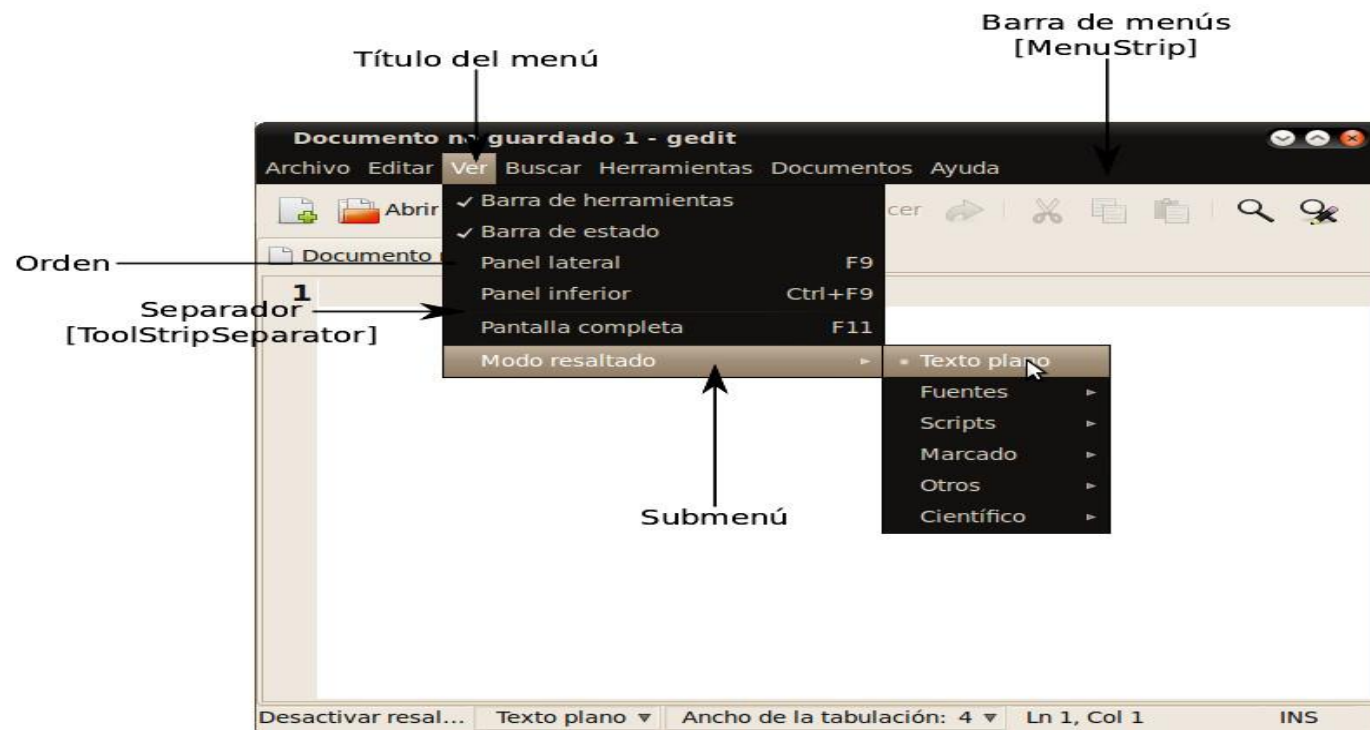 Barra de menús
[MenuStrip]
Título del menú
Documento no guardado 1 - gedit
Archivo Editar Ver Buscar Herramientas Documentos Ayuda
Abrir
cer
✓ Barra de herramientas
✓ Barra de estado
Panel lateral F9
Panel inferior Ctrl+F9
Pantalla completa F11
Modo resaltado
Texto plano
Fuentes
Scripts
Marcado
Otros
Científico
Documento
1
Orden
Separador
[ToolStripSeparator]
Submenú
Desactivar resal... Texto plano Ancho de la tabulación: 4 Ln 1, Col 1 INS